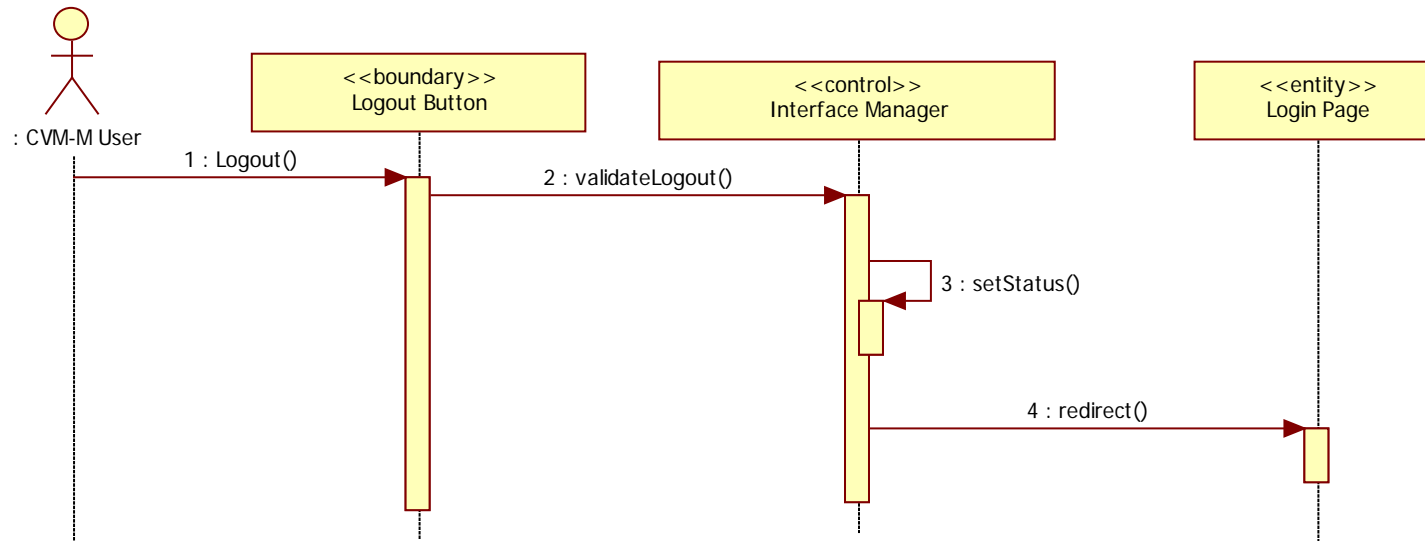 <<boundary>>
Logout Button
<<control>>
Interface Manager
<<entity>>
Login Page
: CVM-M User
1 : Logout()
2 : validateLogout()
3 : setStatus()
4 : redirect()